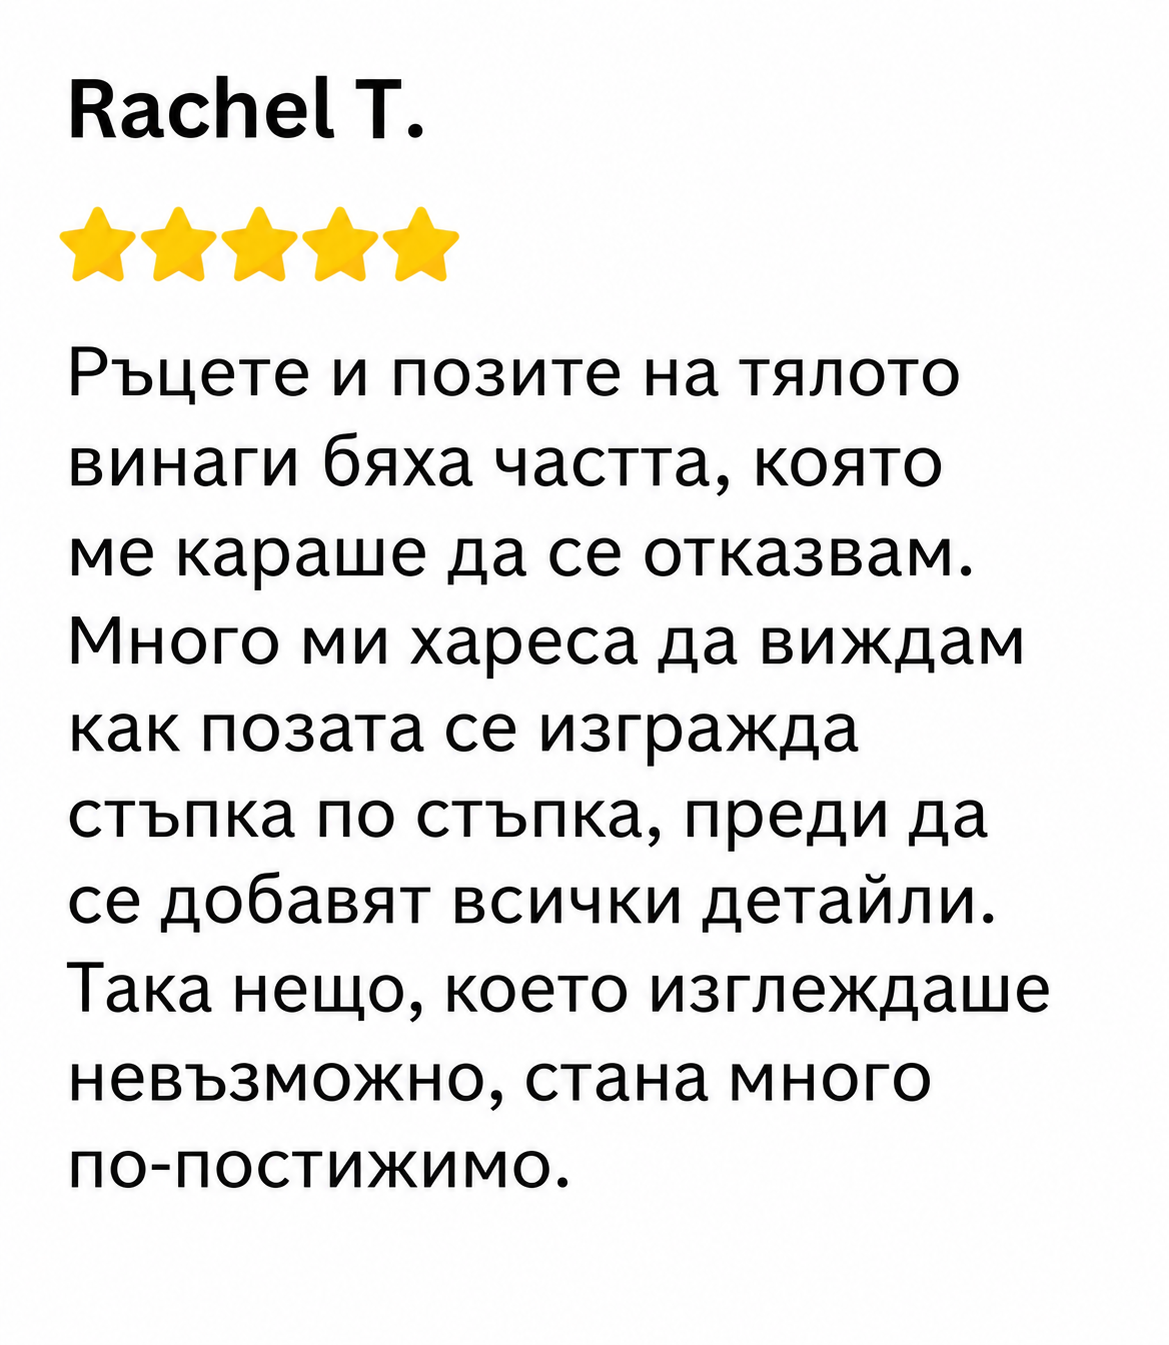 Rachel T.
⭐⭐⭐⭐⭐
Ръцете и позите на тялото
винаги бяха частта, която
ме караше да се отказвам.
Много ми хареса да виждам
как позата се изгражда
стъпка по стъпка, преди да
се добавят всички детайли.
Така нещо, което изглеждаше
невъзможно, стана много
по-постижимо.